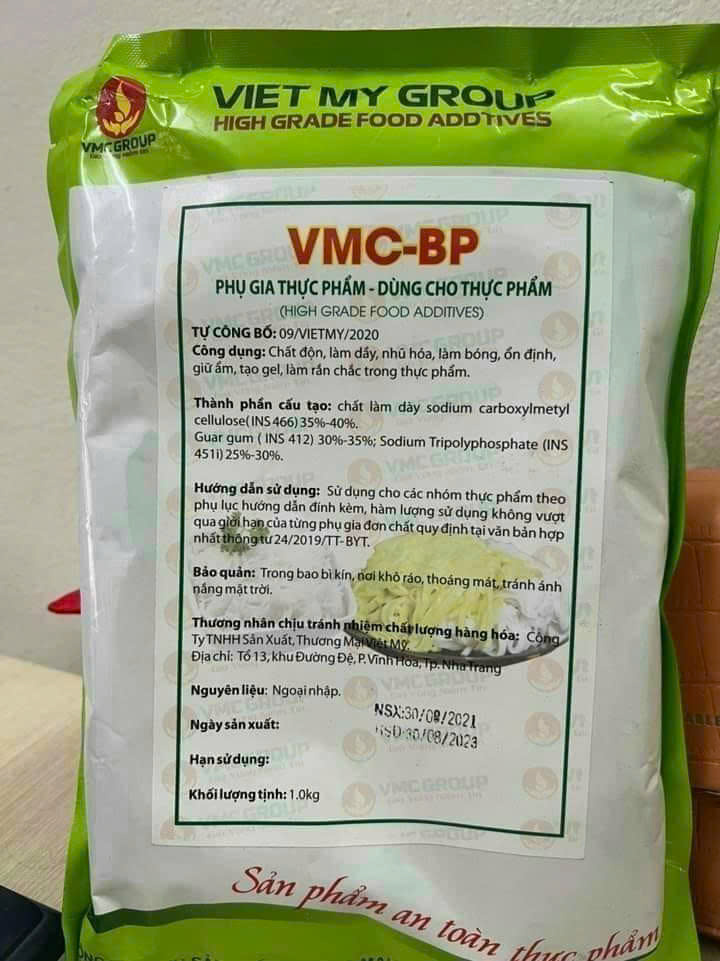 VIET MY GROUP
HIGH GRADE FOOD ADDTIVES
VMC GROUP
VMC-BP
PHỤ GIA THỰC PHẨM - DÙNG CHO THỰC PHẨM
(HIGH GRADE FOOD ADDITIVES)
TỰ CÔNG BỐ: 09/VIETMY/2020
Công dụng: Chất độn, làm dầy, nhũ hóa, làm bóng, ổn định,
giữ ẩm, tạo gel, làm rắn chắc trong thực phẩm.
Thành phần cấu tạo: chất làm dày sodium carboxylmetyl
cellulose( INS 466) 35%-40%.
Guar gum ( INS 412) 30%-35%; Sodium Tripolyphosphate (INS
451i) 25%-30%.
Hướng dẫn sử dụng: Sử dụng cho các nhóm thực phẩm theo
phụ lục hướng dẫn đính kèm, hàm lượng sử dụng không vượt
quá giới hạn của từng phụ gia đơn chất quy định tại văn bản hợp
nhất thông tư 24/2019/TT- BYT.
Bảo quản: Trong bao bì kín, nơi khô ráo, thoáng mát, tránh ánh
nắng mặt trời.
Thương nhân chịu tránh nhiệm chất lượng hàng hóa: Công
Ty TNHH Sản Xuất, Thương Mại Việt Mỹ.
Địa chỉ: Tổ 13, khu Đường Đệ, P. Vĩnh Hòa, Tp. Nha Trang
Nguyên liệu: Ngoại nhập.
Ngày sản xuất:
NSX:30/08/2021
HSD:30/08/2023
Hạn sử dụng:
Khối lượng tịnh: 1.0kg
Sản phẩm an toàn thực phẩm